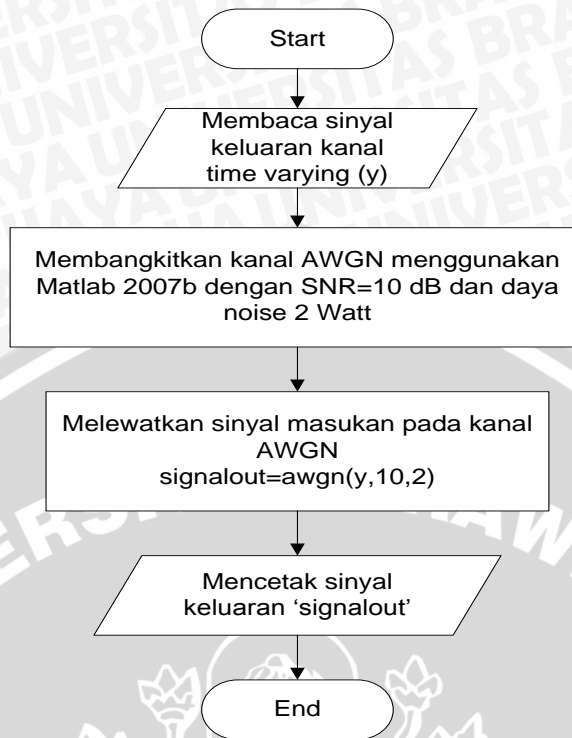 Start
Membaca sinyal
keluaran kanal
time varying (y)
Membangkitkan kanal AWGN menggunakan
Matlab 2007b dengan SNR=10 dB dan daya
noise 2 Watt
Melewatkan sinyal masukan pada kanal
AWGN
signalout=awgn(y,10,2)
Mencetak sinyal
keluaran ‘signalout’
End